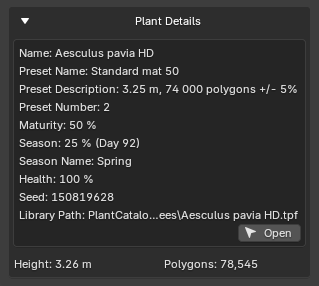 Plant Details
Name: Aesculus pavia HD
Preset Name: Standard mat 50
Preset Description: 3.25 m, 74 000 polygons +/- 5%
Preset Number: 2
Maturity: 50 %
Season: 25 % (Day 92)
Season Name: Spring
Health: 100 %
Seed: 150819628
Library Path: PlantCatalo...ees\Aesculus pavia HD.tpf
Open
Height: 3.26 m Polygons: 78,545